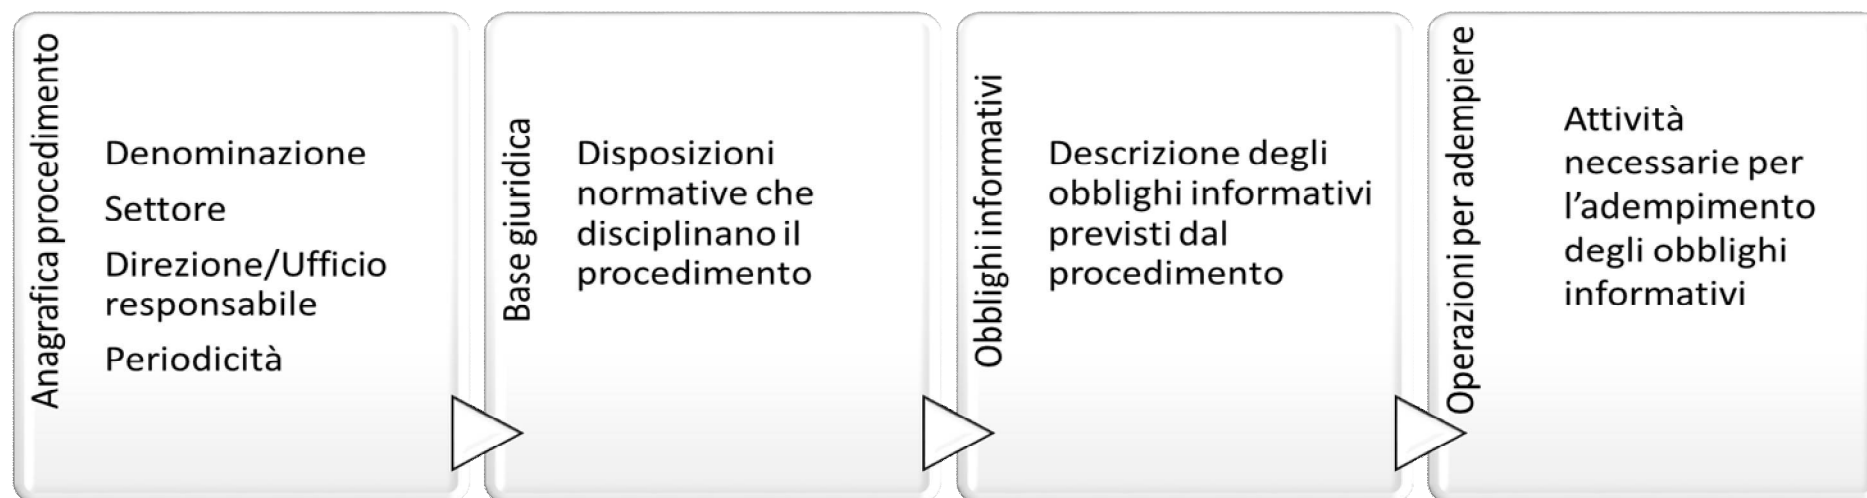 Anagrafica procedimento
Denominazione
Settore
Direzione/Ufficio
responsabile
Periodicità
Base giuridica
Disposizioni
normative che
disciplinano il
procedimento
Obblighi informativi
Descrizione degli
obblighi informativi
previsti dal
procedimento
Operazioni per adempiere
Attività
necessarie per
l’adempimento
degli obblighi
informativi